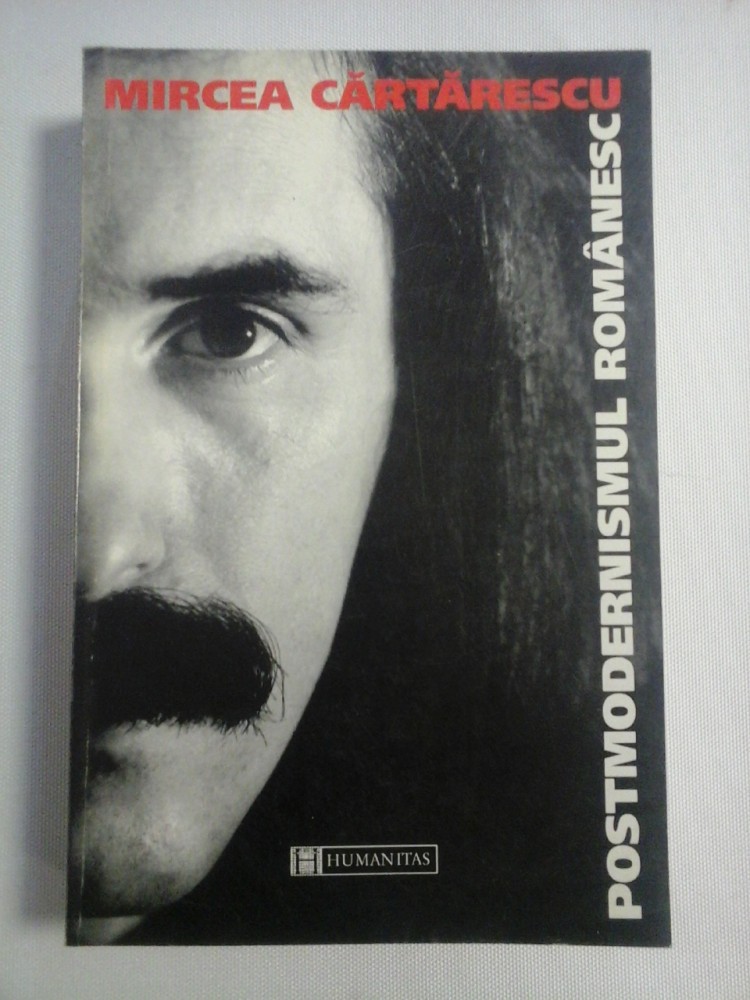 MIRCEA CĂRTĂRESCU
POSTMODERNISMUL ROMÂNESC
HUMANITAS